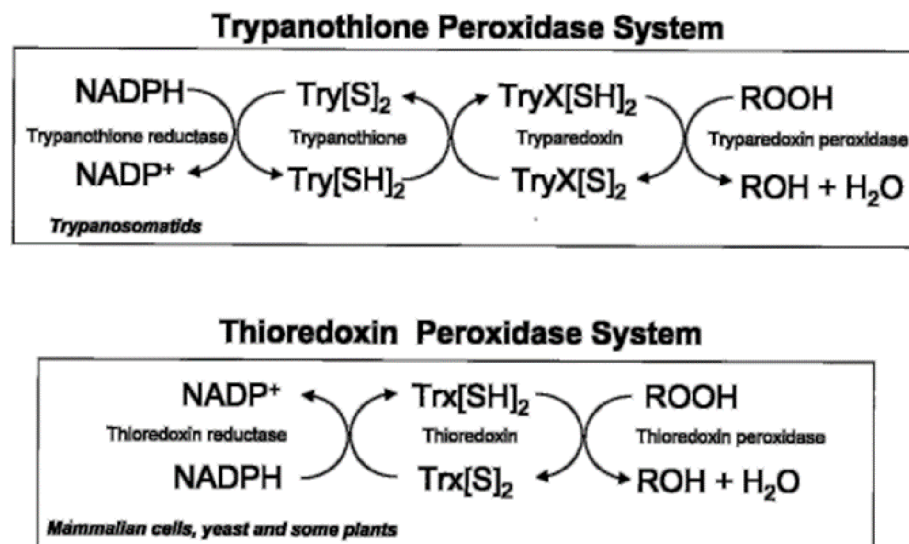 Trypanothione Peroxidase System
NADPH Try[S]₂ TryX[SH]₂ ROOH
Trypanothione reductase Trypanothione Tryparedoxin Tryparedoxin peroxidase
NADP⁺ Try[SH]₂ TryX[S]₂ ROH + H₂O
Trypanosomatids
Thioredoxin Peroxidase System
NADP⁺ Trx[SH]₂ ROOH
Thioredoxin reductase Thioredoxin Thioredoxin peroxidase
NADPH Trx[S]₂ ROH + H₂O
Mammalian cells, yeast and some plants